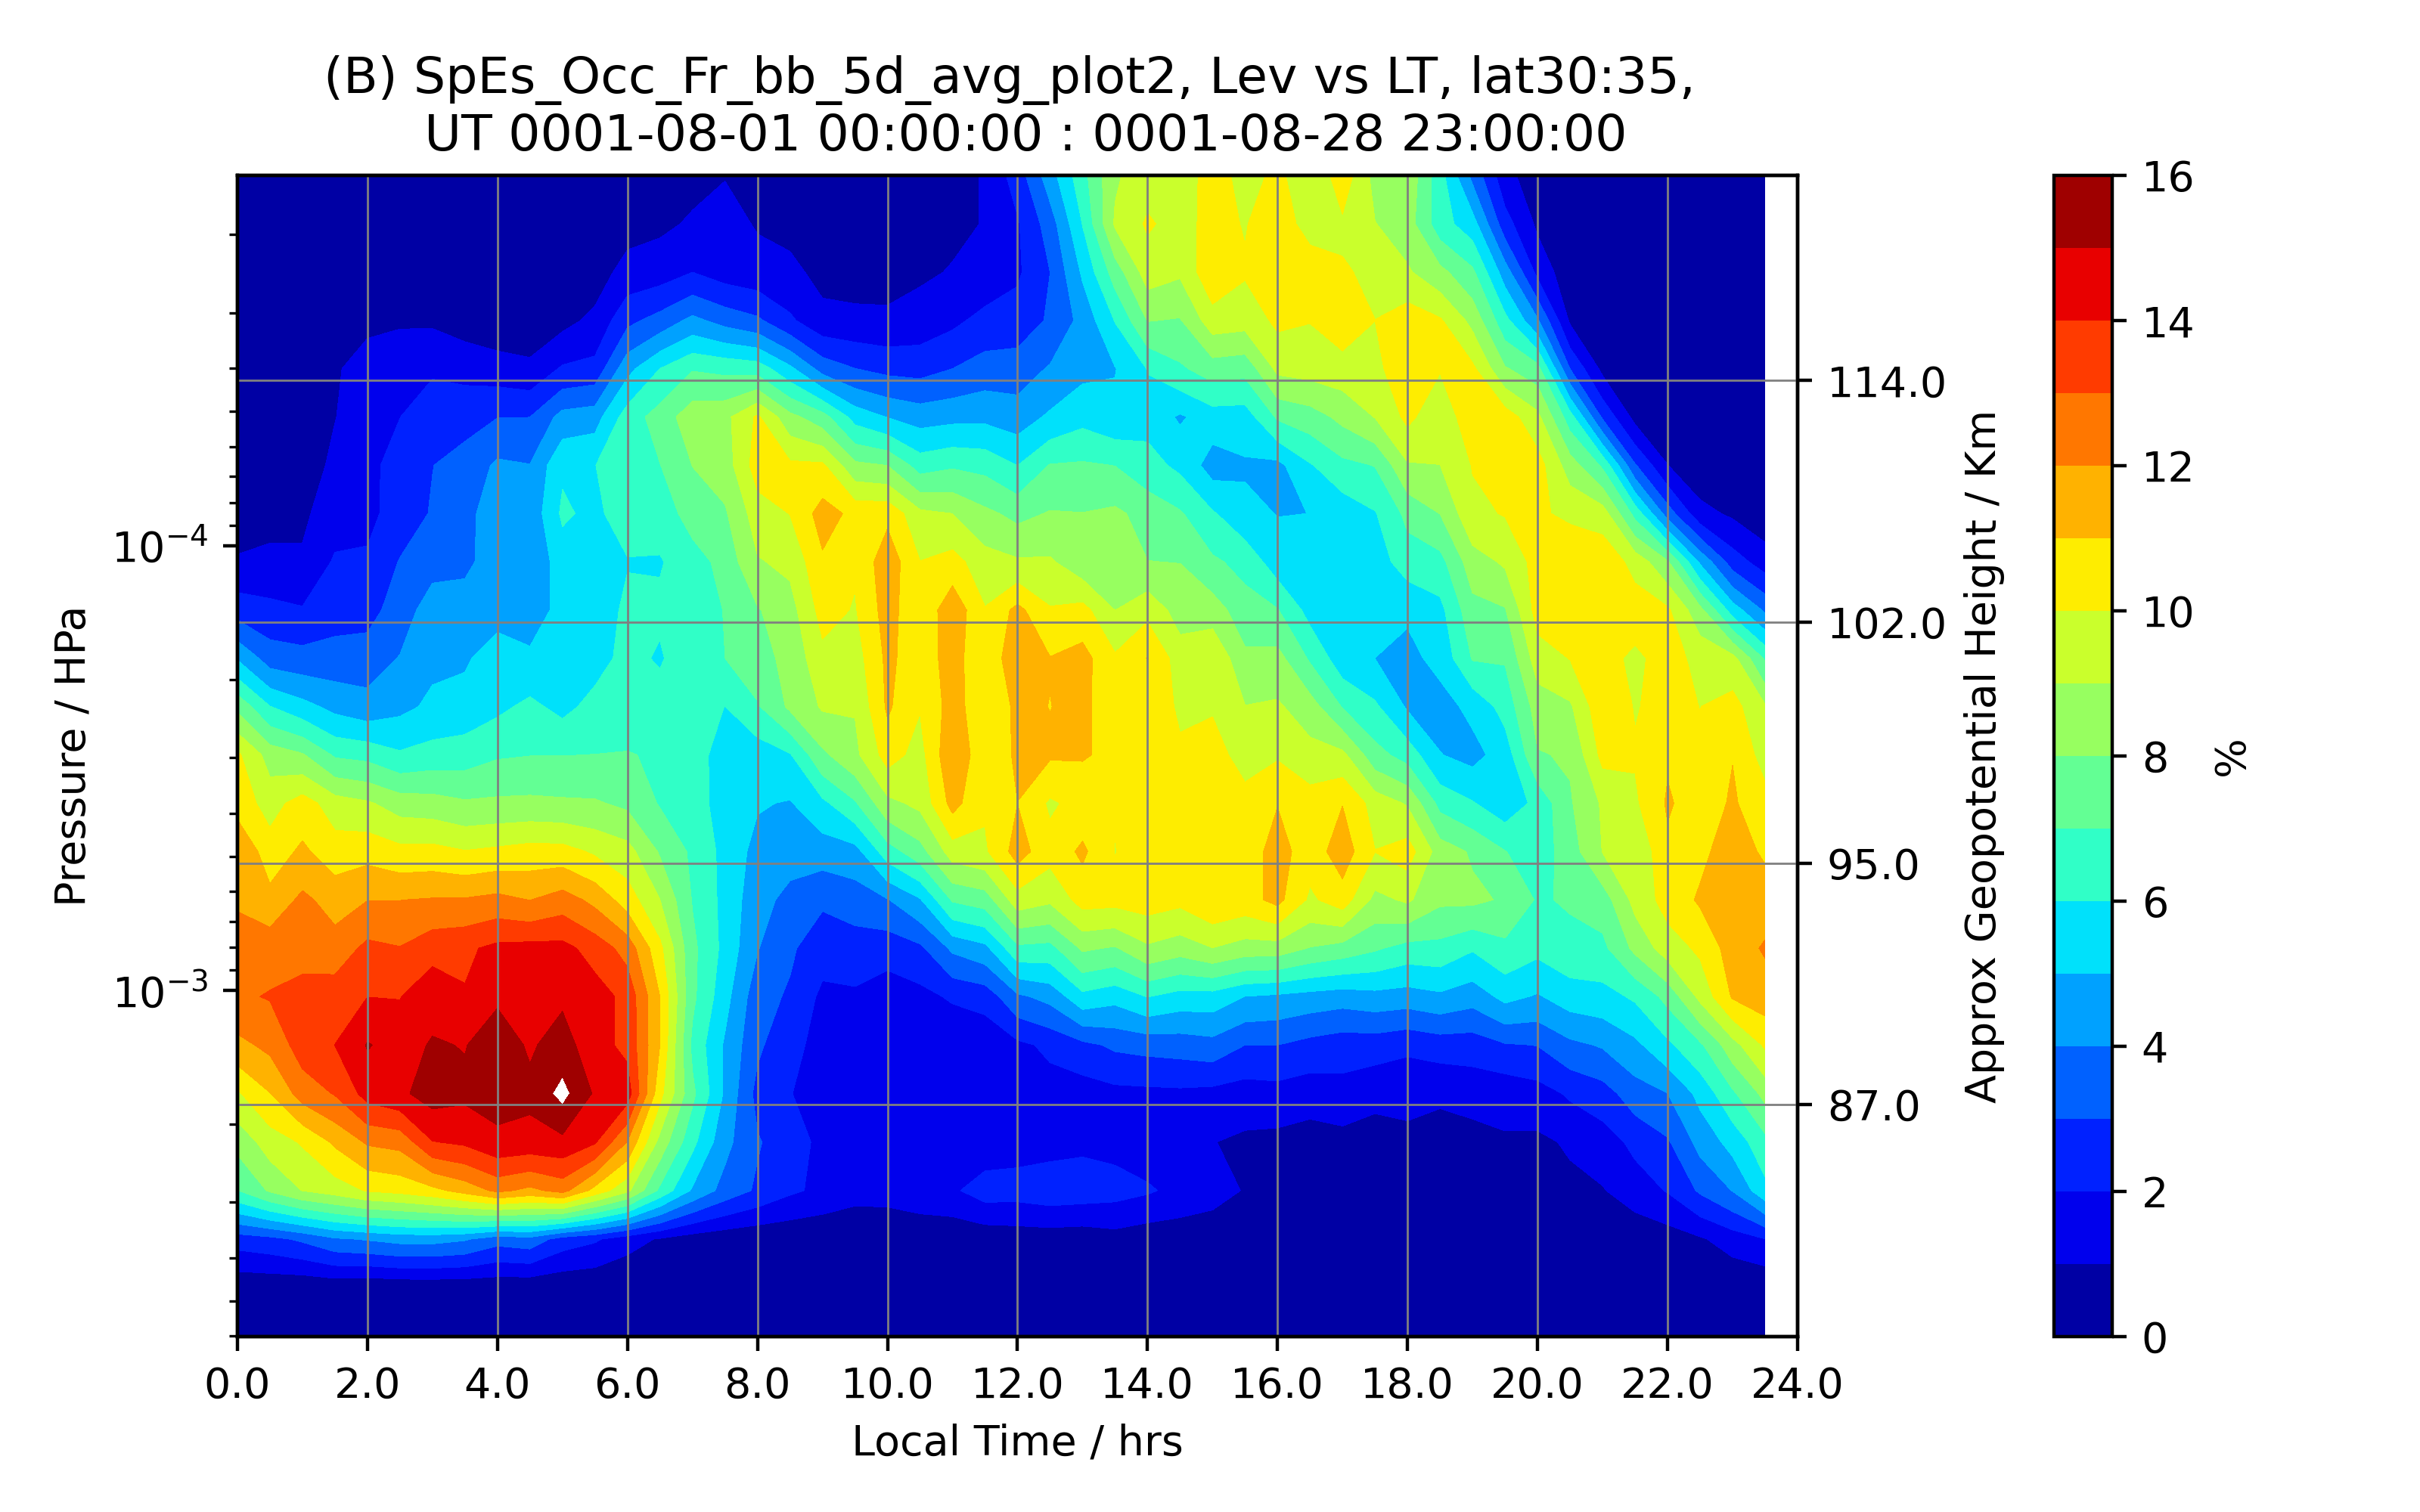 (B) SpEs_Occ_Fr_bb_5d_avg_plot2, Lev vs LT, lat30:35,
UT 0001-08-01 00:00:00 : 0001-08-28 23:00:00
Pressure / HPa
10−4
10−3
0.0 2.0 4.0 6.0 8.0 10.0 12.0 14.0 16.0 18.0 20.0 22.0 24.0
Local Time / hrs
114.0
102.0
95.0
87.0
Approx Geopotential Height / Km
16
14
12
10
8
6
4
2
0
%